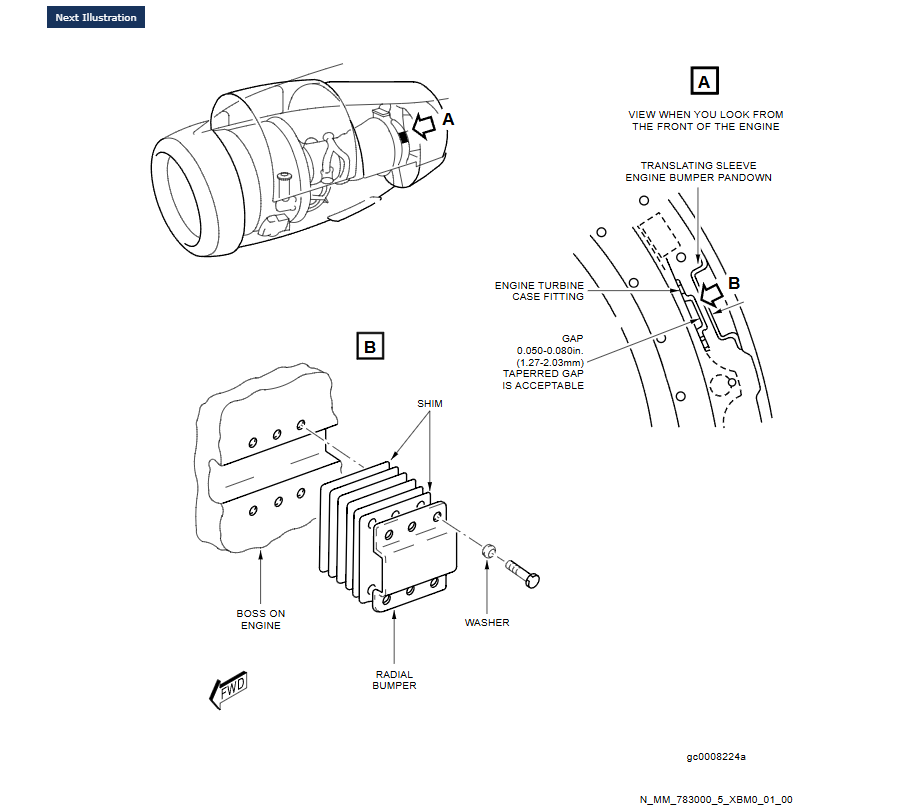 Next Illustration
A
A
VIEW WHEN YOU LOOK FROM
THE FRONT OF THE ENGINE
TRANSLATING SLEEVE
ENGINE BUMPER PANDOWN
B
ENGINE TURBINE
CASE FITTING
GAP
0.050-0.080in.
(1.27-2.03mm)
TAPERRED GAP
IS ACCEPTABLE
B
SHIM
BOSS ON
ENGINE
WASHER
RADIAL
BUMPER
FWD
gc0008224a
N_MM_783000_5_XBM0_01_00